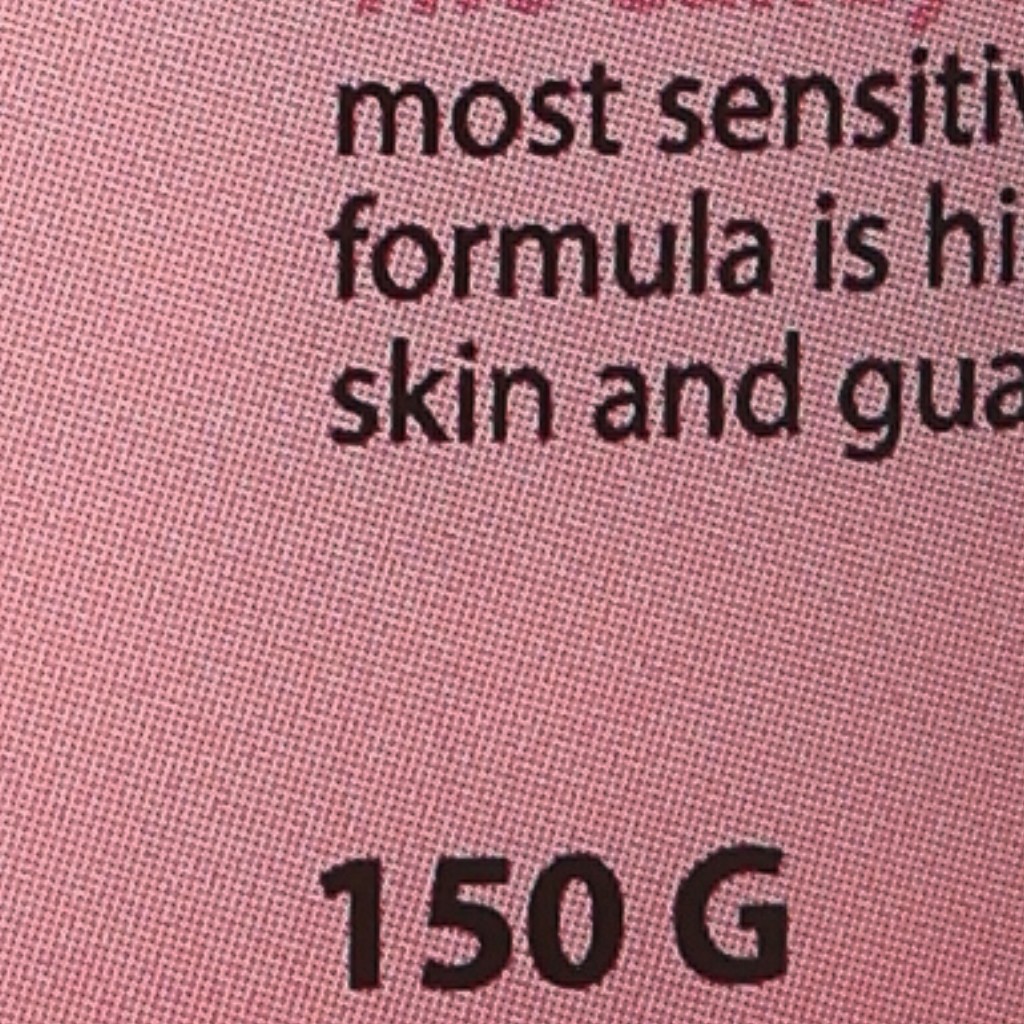 most sensitiv
formula is hi
skin and gua
150 G